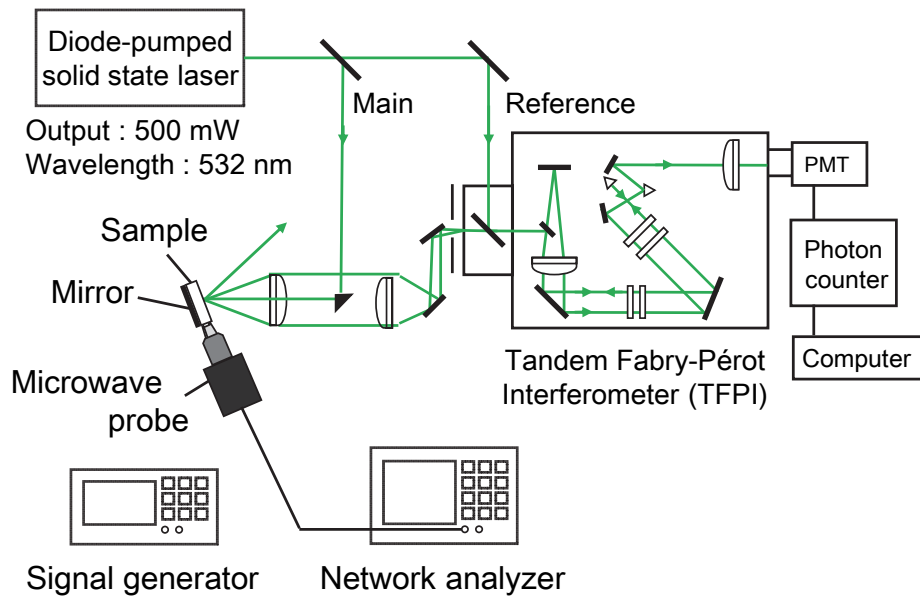 Diode-pumped
solid state laser
Output : 500 mW
Wavelength : 532 nm
Main
Reference
PMT
Photon
counter
Computer
Sample
Mirror
Microwave
probe
Tandem Fabry-Pérot
Interferometer (TFPI)
Signal generator
Network analyzer